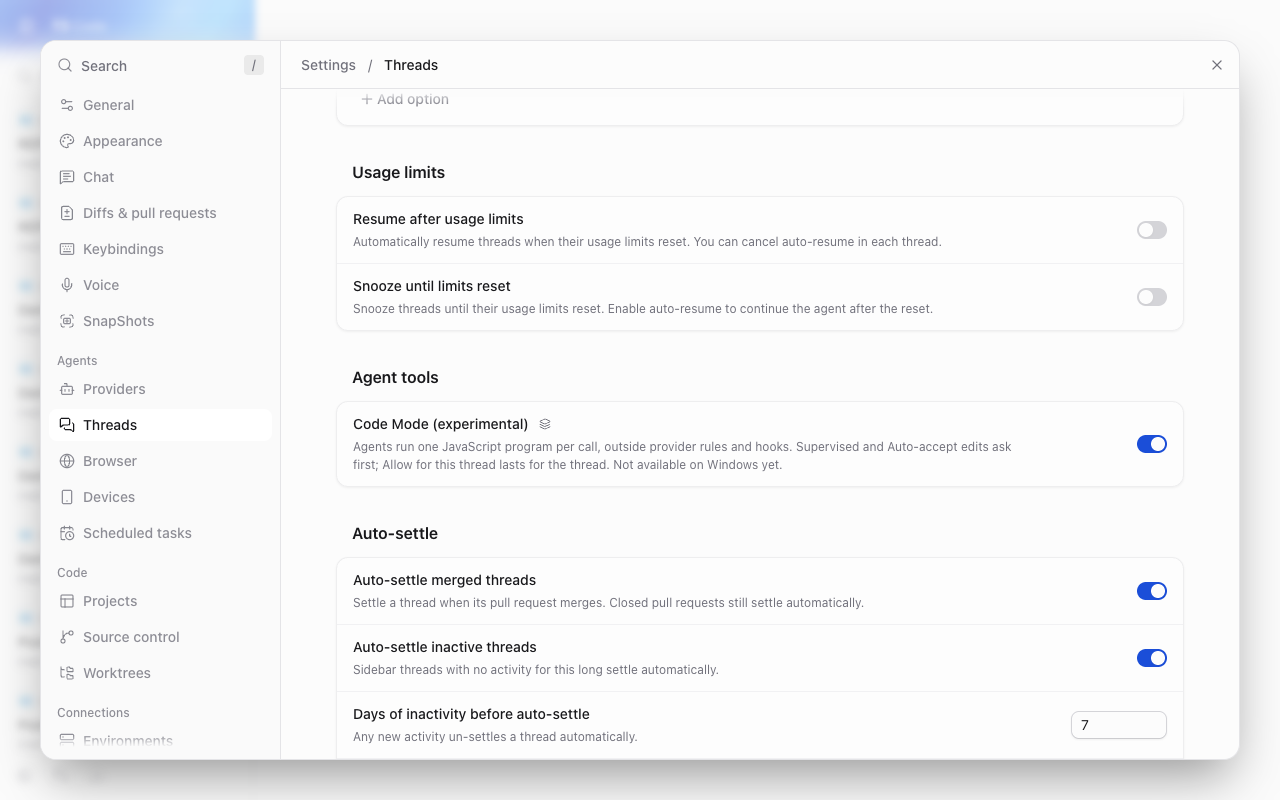 Search
/
General
Appearance
Chat
Diffs & pull requests
Keybindings
Voice
SnapShots
Agents
Providers
Threads
Browser
Devices
Scheduled tasks
Code
Projects
Source control
Worktrees
Connections
Environments
Settings / Threads
+ Add option
Usage limits
Resume after usage limits
Automatically resume threads when their usage limits reset. You can cancel auto-resume in each thread.
Snooze until limits reset
Snooze threads until their usage limits reset. Enable auto-resume to continue the agent after the reset.
Agent tools
Code Mode (experimental)
Agents run one JavaScript program per call, outside provider rules and hooks. Supervised and Auto-accept edits ask
first; Allow for this thread lasts for the thread. Not available on Windows yet.
Auto-settle
Auto-settle merged threads
Settle a thread when its pull request merges. Closed pull requests still settle automatically.
Auto-settle inactive threads
Sidebar threads with no activity for this long settle automatically.
Days of inactivity before auto-settle
Any new activity un-settles a thread automatically.
7